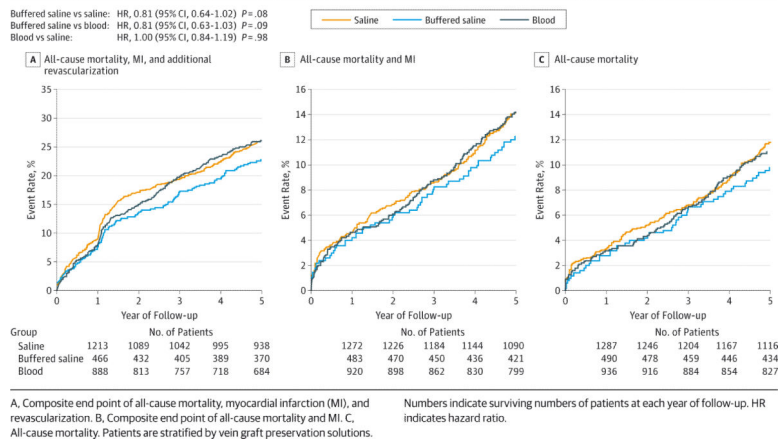 Buffered saline vs saline: HR, 0.81 (95% CI, 0.64-1.02) P = .08
Buffered saline vs blood: HR, 0.81 (95% CI, 0.63-1.03) P = .09
Blood vs saline: HR, 1.00 (95% CI, 0.84-1.19) P = .98
Saline Buffered saline Blood
A All-cause mortality, MI, and additional
revascularization
B All-cause mortality and MI
C All-cause mortality
35
30
25
20
15
10
5
0
Event Rate, %
0 1 2 3 4 5
Year of Follow-up
16
14
12
10
8
6
4
2
0
Event Rate, %
0 1 2 3 4 5
Year of Follow-up
16
14
12
10
8
6
4
2
0
Event Rate, %
0 1 2 3 4 5
Year of Follow-up
Group No. of Patients No. of Patients No. of Patients
Saline 1213 1089 1042 995 938 1272 1226 1184 1144 1090 1287 1246 1204 1167 1116
Buffered saline 466 432 405 389 370 483 470 450 436 421 490 478 459 446 434
Blood 888 813 757 718 684 920 898 862 830 799 936 916 884 854 827
A, Composite end point of all-cause mortality, myocardial infarction (MI), and
revascularization. B, Composite end point of all-cause mortality and MI. C,
All-cause mortality. Patients are stratified by vein graft preservation solutions.
Numbers indicate surviving numbers of patients at each year of follow-up. HR
indicates hazard ratio.